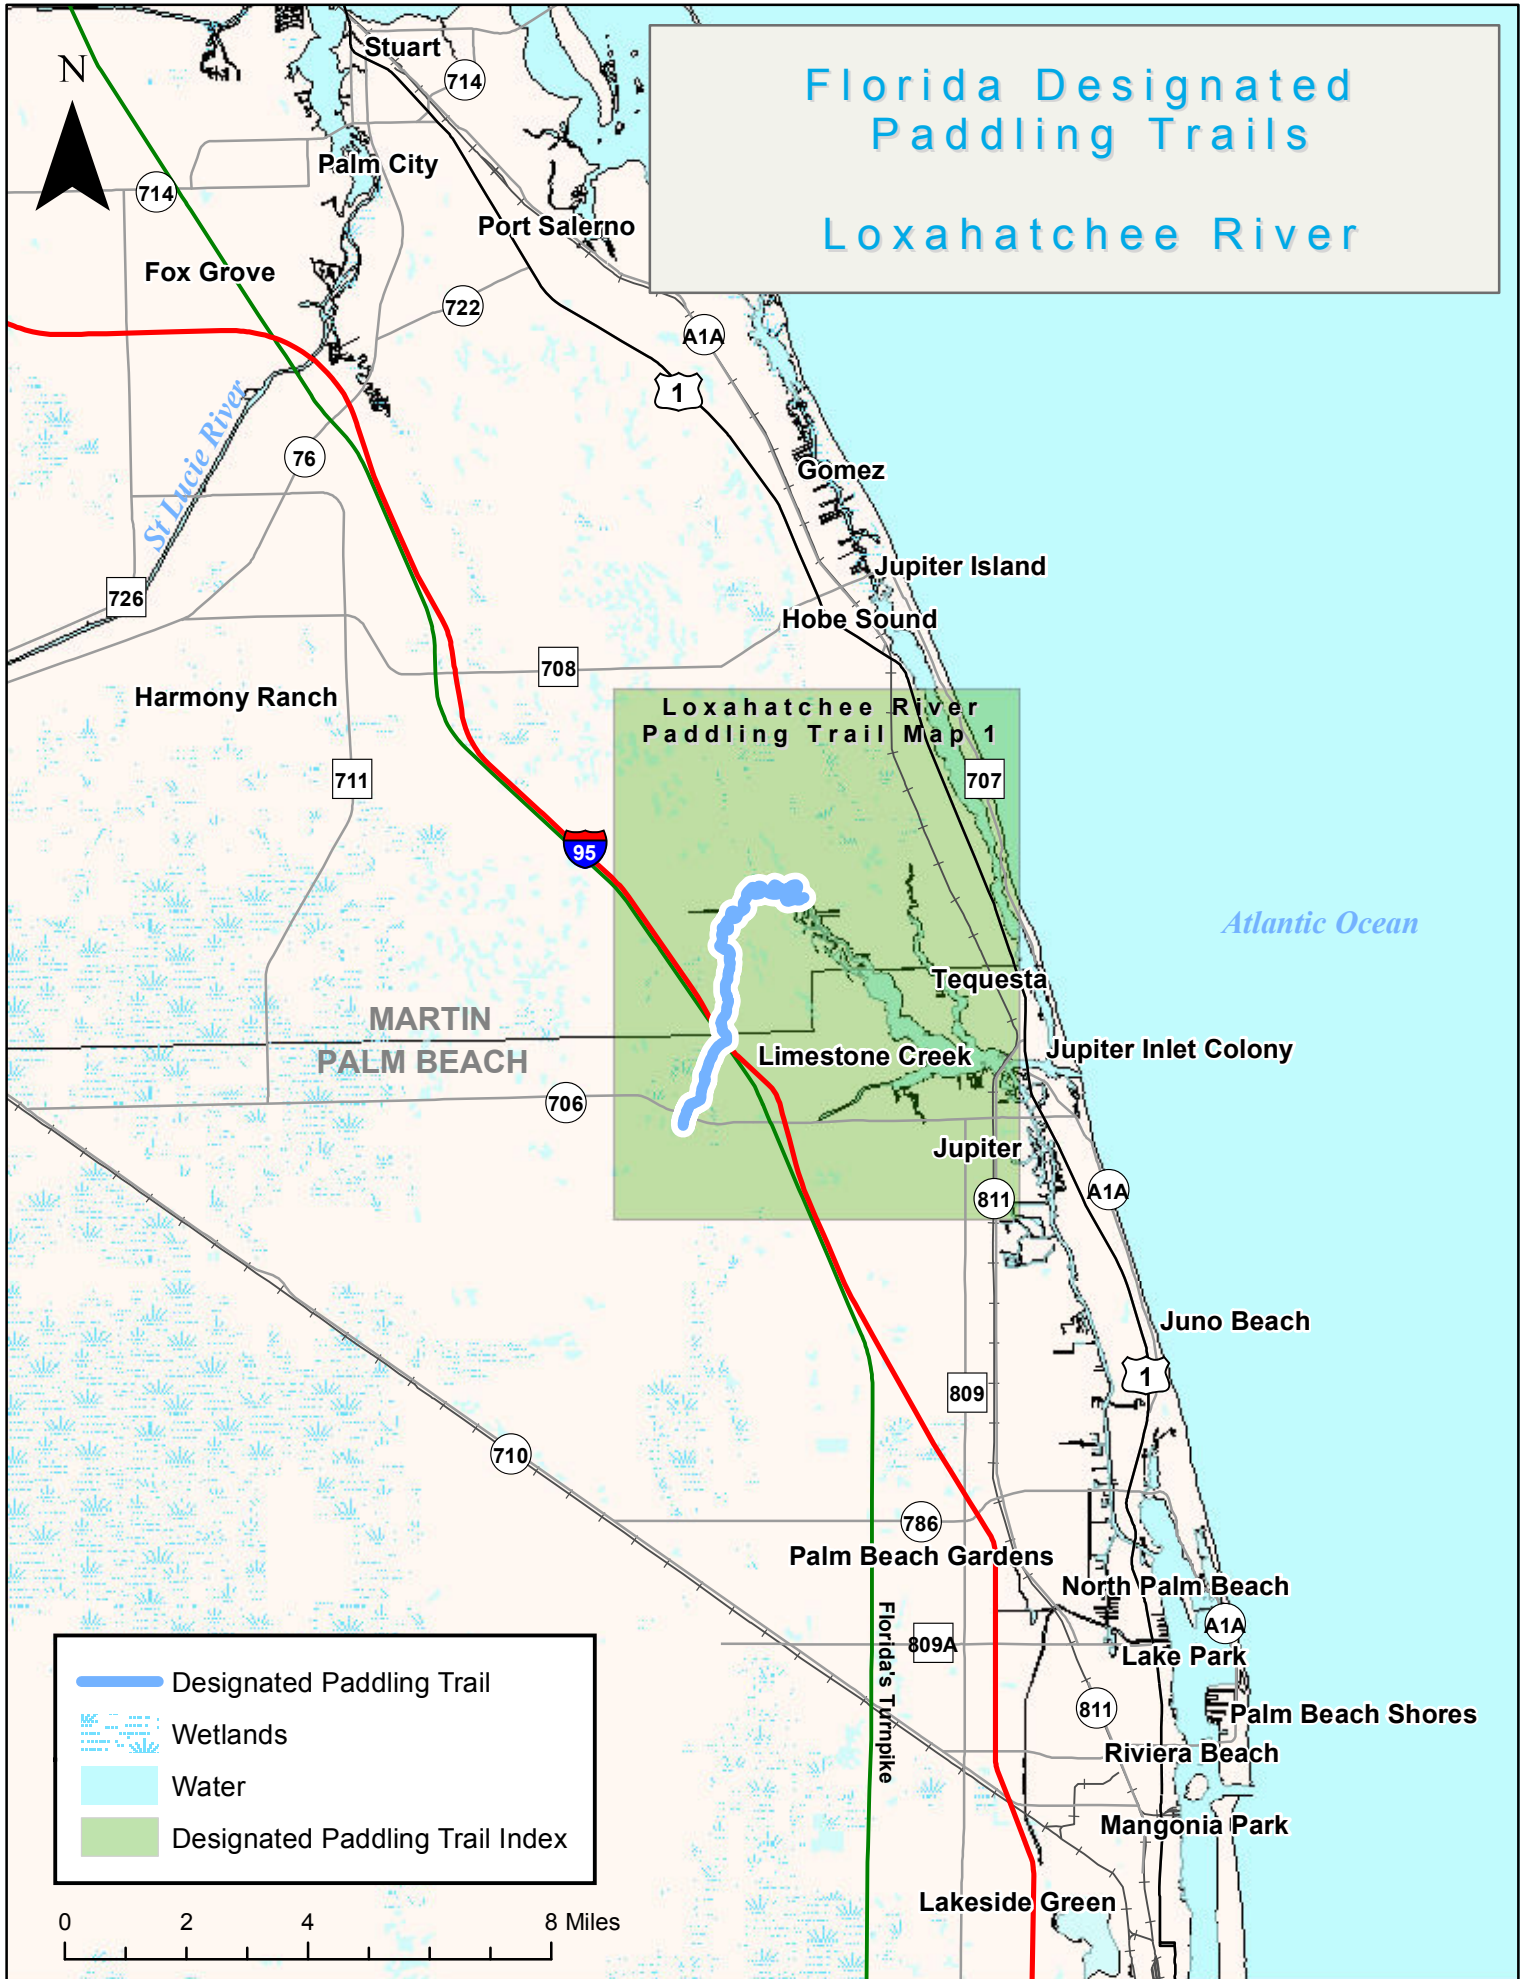 Florida Designated
Paddling Trails
Loxahatchee River
N
Stuart
714
Palm City
714
Port Salerno
Fox Grove
722
A1A
1
St Lucie River
76
Gomez
Jupiter Island
726
Hobe Sound
708
Harmony Ranch
Loxahatchee River
Paddling Trail Map 1
711
707
95
Atlantic Ocean
Tequesta
MARTIN
PALM BEACH
Limestone Creek
Jupiter Inlet Colony
706
Jupiter
811
A1A
Juno Beach
1
809
710
786
Palm Beach Gardens
North Palm Beach
Florida's Turnpike
A1A
809A
Lake Park
811
Palm Beach Shores
Riviera Beach
Mangonia Park
Lakeside Green
Designated Paddling Trail
Wetlands
Water
Designated Paddling Trail Index
0 2 4 8 Miles